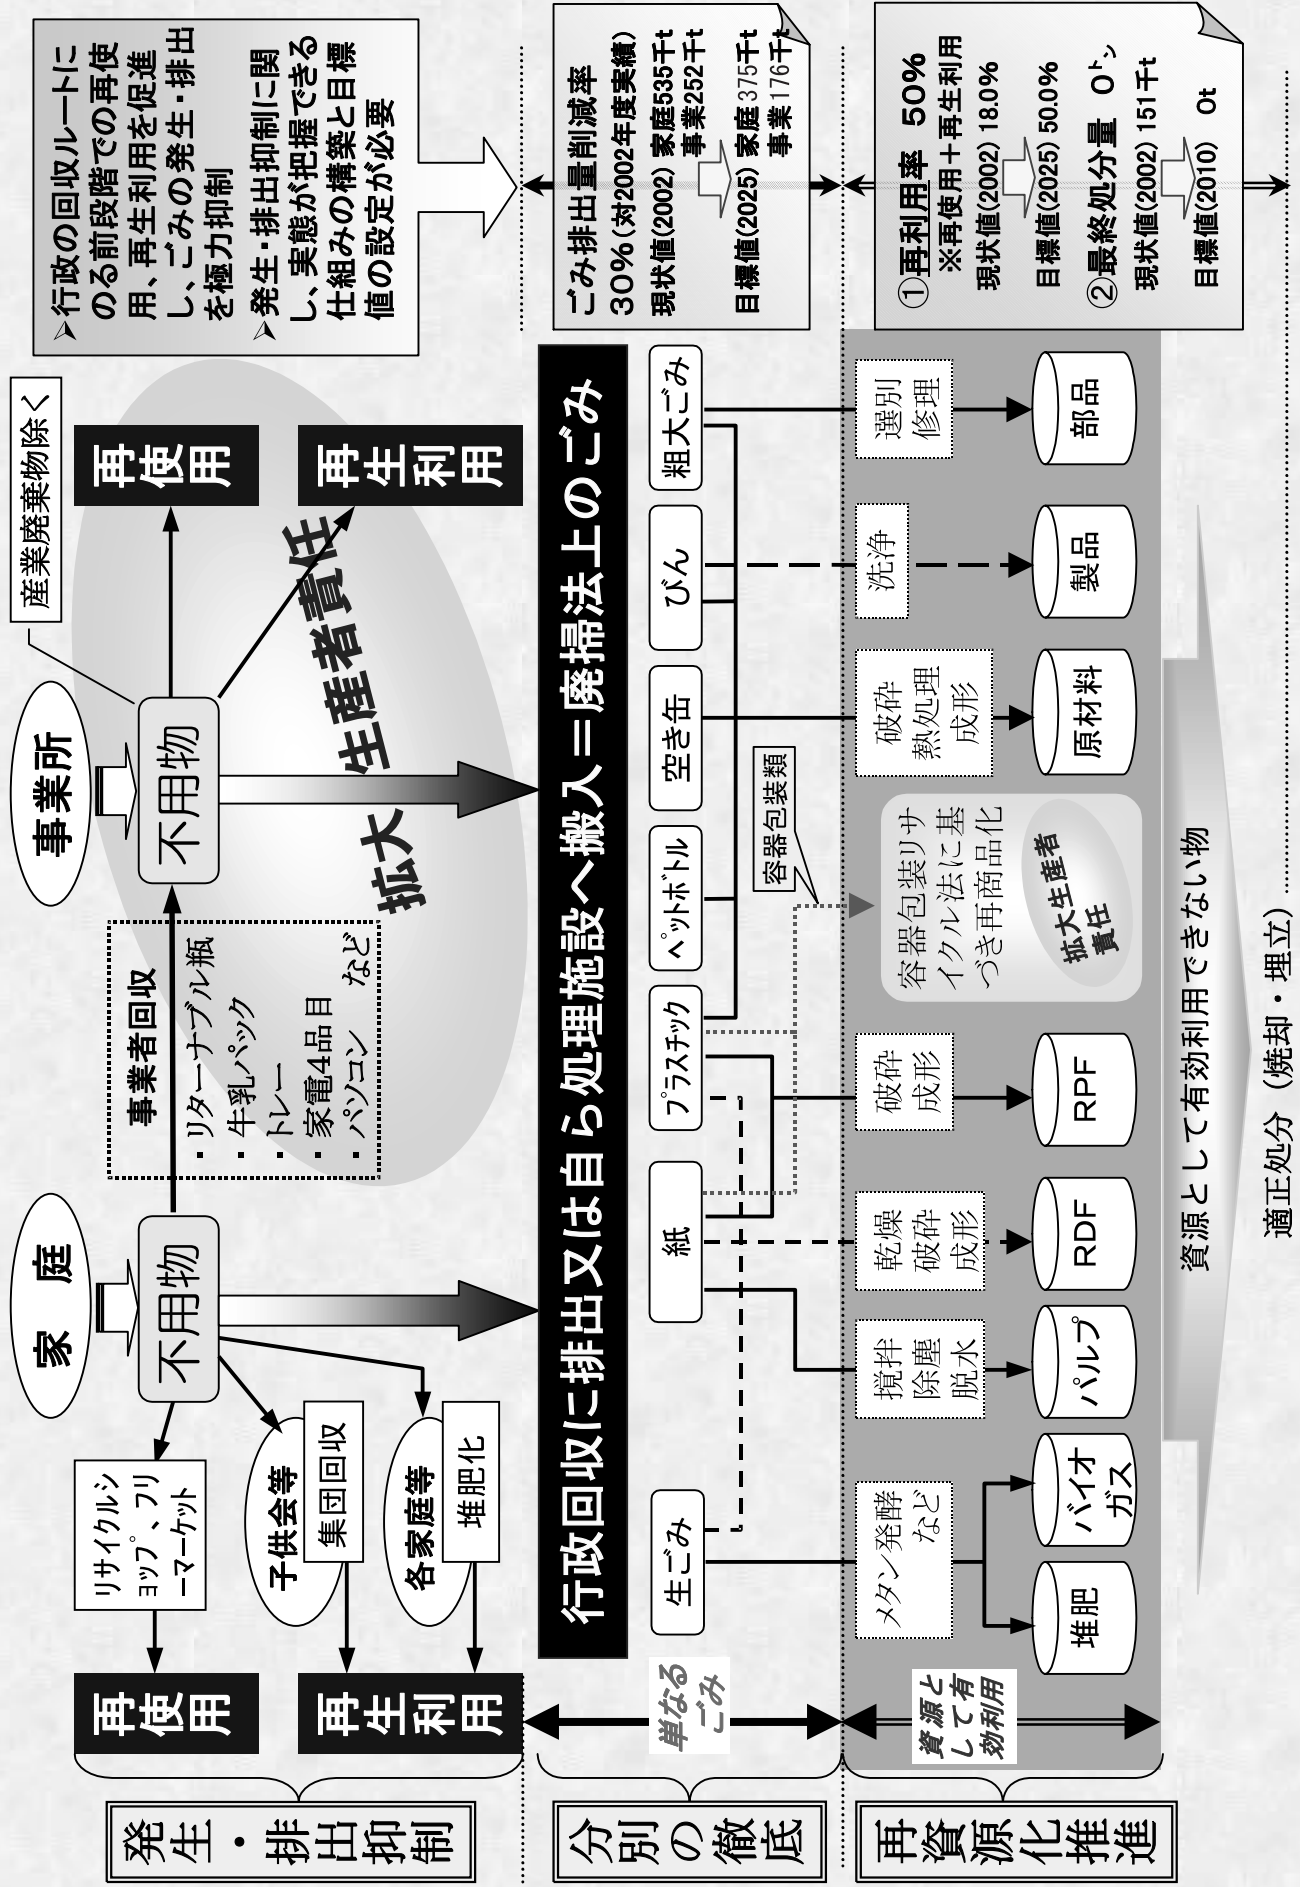 発生・排出抑制
分別の徹底
再資源化推進
家　庭
不用物
リサイクルシ
ョップ、フリ
ーマーケット
子供会等
集団回収
各家庭等
堆肥化
再使用
再生利用
事業者回収
・リターナブル瓶
・牛乳パック
・トレー
・家電4品目
・パソコン　など
事業所
不用物
産業廃棄物除く
再使用
再生利用
拡大　生産者責任
➢行政の回収ルートに
のる前段階での再使
用、再生利用を促進
し、ごみの発生・排出
を極力抑制
➢発生・排出抑制に関
し、実態が把握できる
仕組みの構築と目標
値の設定が必要
行政回収に排出又は自ら処理施設へ搬入＝廃掃法上のごみ
単なる
ごみ
生ごみ
紙
プラスチック
ペットボトル
空き缶
びん
粗大ごみ
容器包装類
ごみ排出量削減率
30%(対2002年度実績)
現状値(2002) 家庭535千t
事業252千t
目標値(2025) 家庭 375千t
事業 176千t
資源と
して有
効利用
メタン発酵
など
攪拌
除塵
脱水
乾燥
破砕
成形
破砕
成形
容器包装リサ
イクル法に基
づき再商品化
拡大生産者
責任
破砕
熱処理
成形
洗浄
選別
修理
堆肥
バイオ
ガス
パルプ
RDF
RPF
原材料
製品
部品
①再利用率　50%
※再使用＋再生利用
現状値(2002) 18.0%
目標値(2025) 50.0%
②最終処分量　0㌧
現状値(2002) 151千t
目標値(2010)　0t
資源として有効利用できない物
適正処分（焼却・埋立）